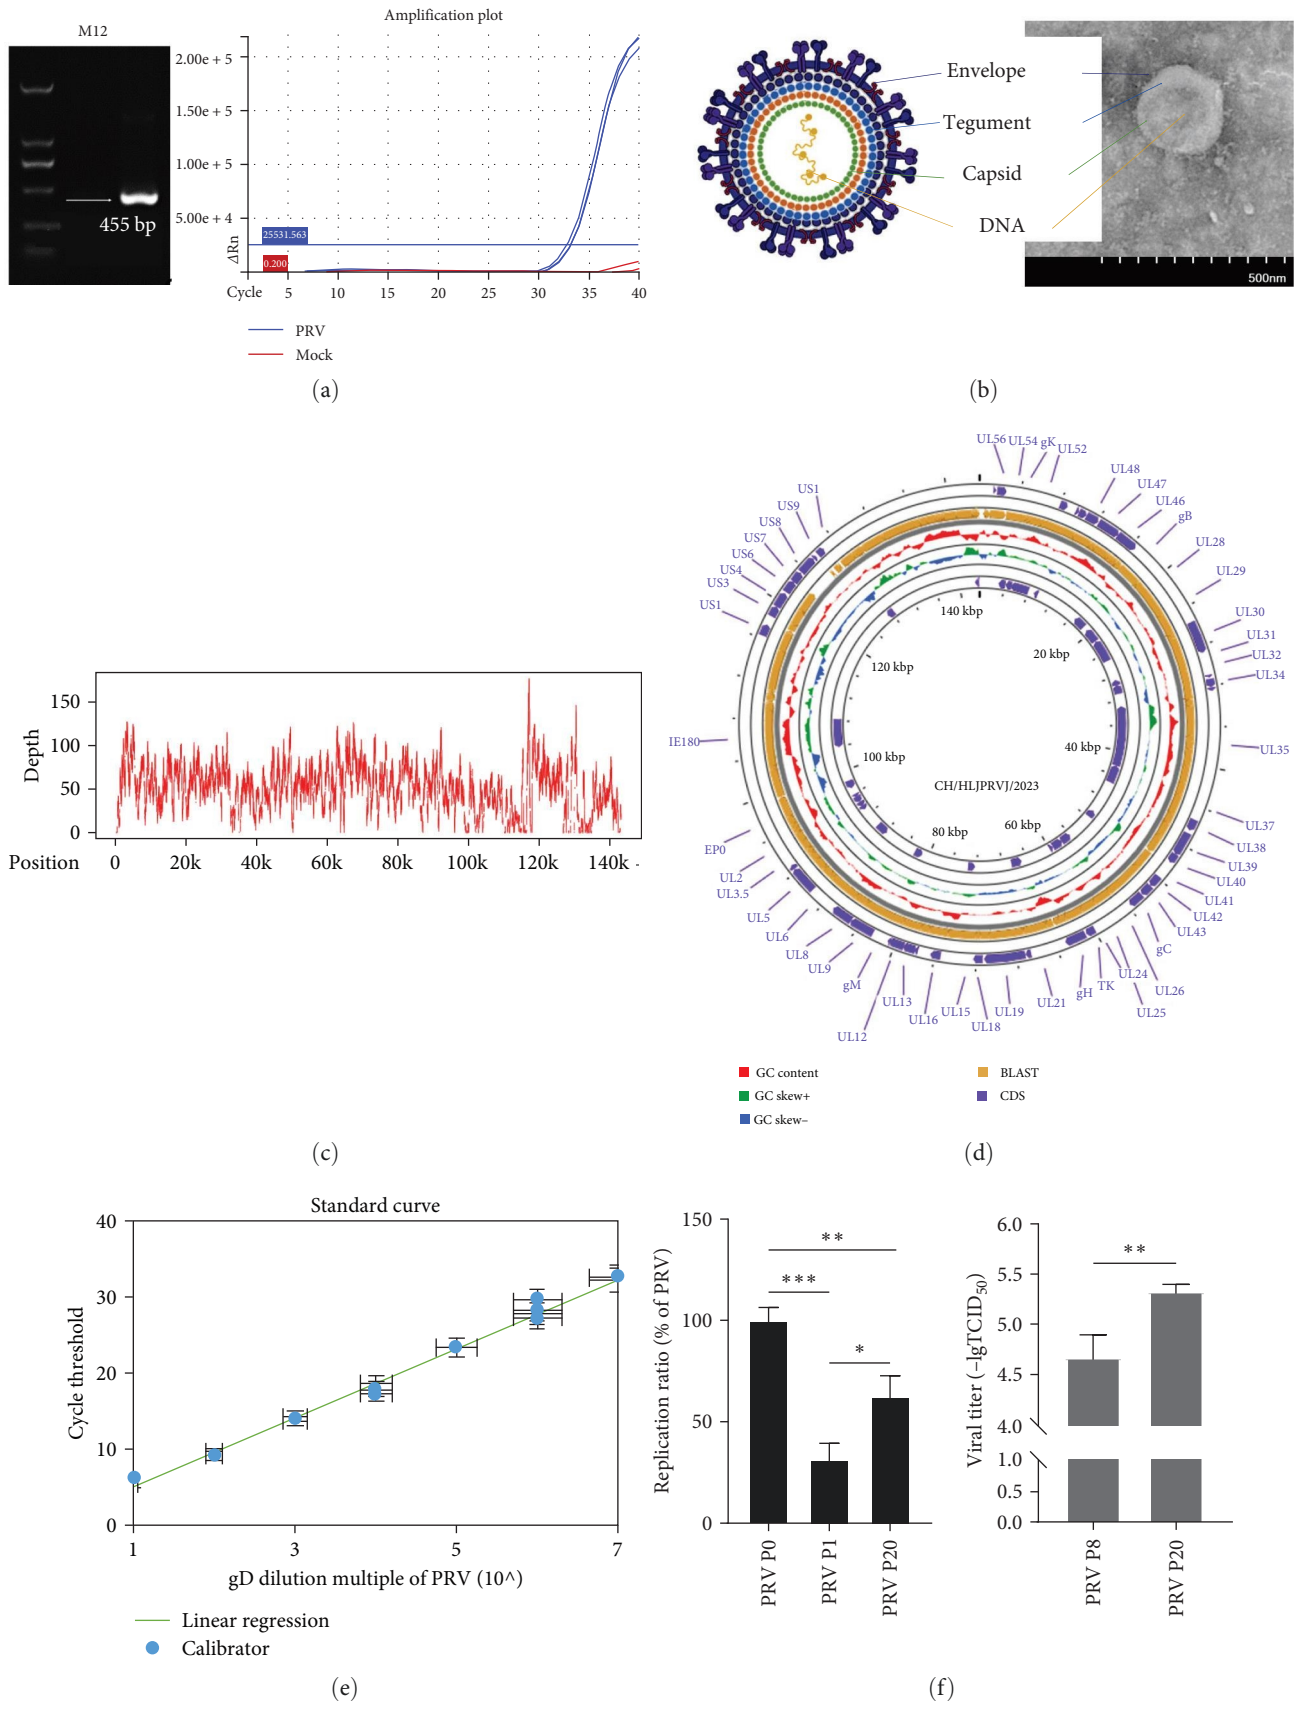 M12
455 bp
Amplification plot
2.00e + 5
1.50e + 5
1.00e + 5
5.00e + 4
ΔRn
25531.563
0.200
Cycle
5 10 15 20 25 30 35 40
PRV
Mock
(a)
Envelope
Tegument
Capsid
DNA
500nm
(b)
Depth
150
100
50
0
Position
0 20k 40k 60k 80k 100k 120k 140k
(c)
UL56
UL54
gK
UL52
UL48
UL47
UL46
gB
UL28
UL29
UL30
UL31
UL32
UL34
UL35
UL37
UL38
UL39
UL40
UL41
UL42
UL43
gC
UL26
UL25
UL24
TK
gH
UL21
UL19
UL18
UL15
UL16
UL13
UL12
gM
UL9
UL8
UL6
UL5
UL3.5
UL2
EP0
IE180
US1
US3
US4
US6
US7
US8
US9
US1
140 kbp
20 kbp
40 kbp
60 kbp
80 kbp
100 kbp
120 kbp
CH/HLJPRVJ/2023
GC content
GC skew+
GC skew–
BLAST
CDS
(d)
Standard curve
Cycle threshold
40
30
20
10
0
1 3 5 7
gD dilution multiple of PRV (10^)
Linear regression
Calibrator
(e)
Replication ratio (% of PRV)
150
100
50
0
**
***
*
PRV P0
PRV P1
PRV P20
Viral titer (–lgTCID50)
6.0
5.5
5.0
4.5
4.0
1.0
0.5
0.0
**
PRV P8
PRV P20
(f)